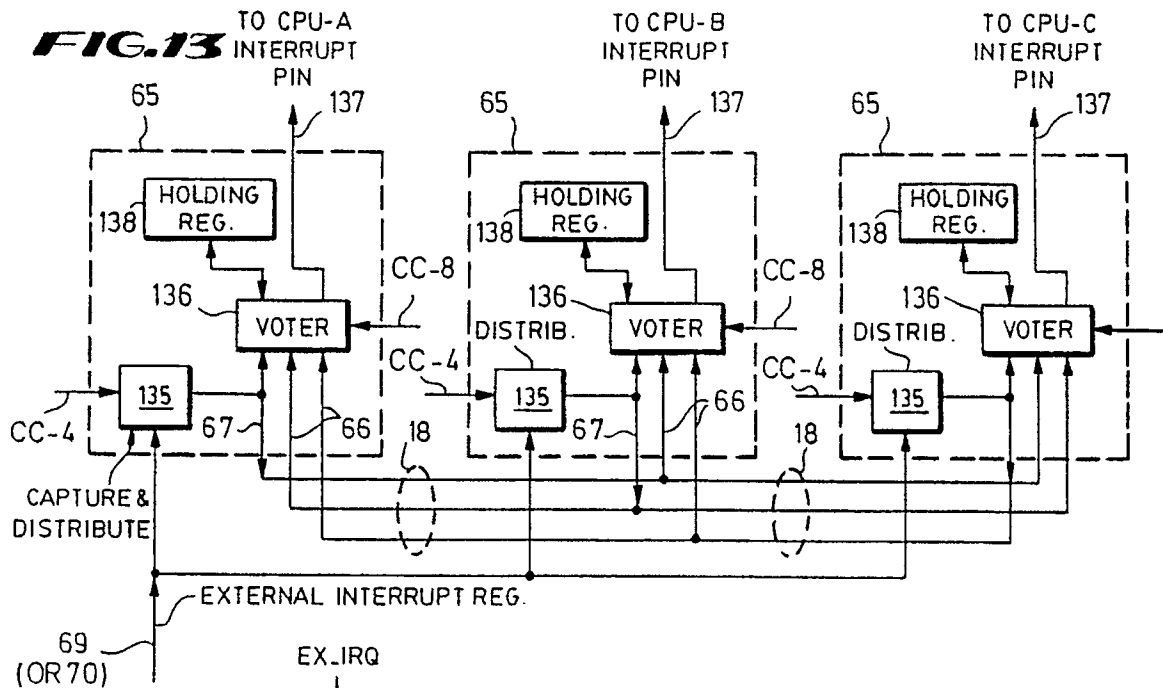 FIG.13
TO CPU-A
INTERRUPT
PIN
TO CPU-B
INTERRUPT
PIN
TO CPU-C
INTERRUPT
PIN
65
137
65
137
65
137
HOLDING
REG.
138
HOLDING
REG.
138
HOLDING
REG.
138
CC-8
CC-8
136
VOTER
136
VOTER
136
VOTER
DISTRIB.
DISTRIB.
CC-4
CC-4
CC-4
135
135
135
67
66
67
66
18
18
CAPTURE &
DISTRIBUTE
EXTERNAL INTERRUPT REG.
69
(OR 70)
EX_IRQ